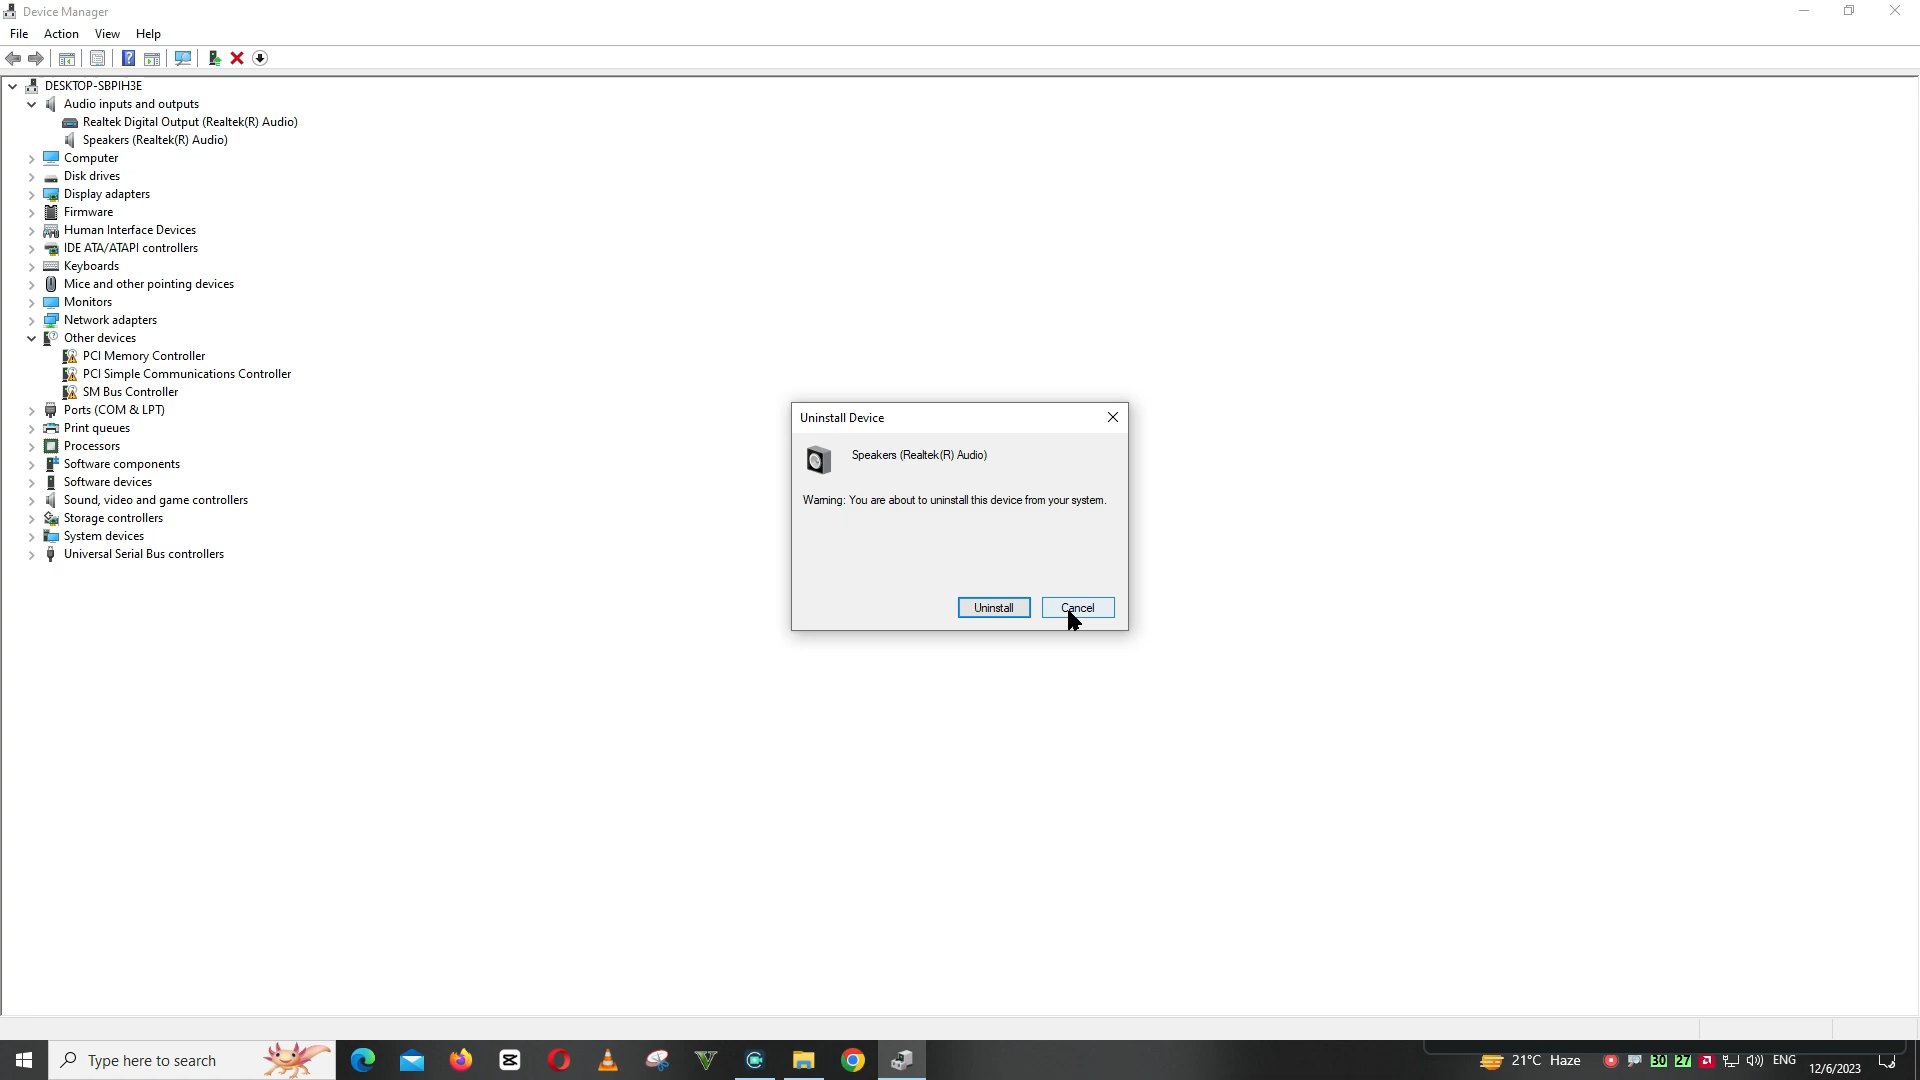 Device Manager
File Action View Help
DESKTOP-SBPIH3E
Audio inputs and outputs
Realtek Digital Output (Realtek(R) Audio)
Speakers (Realtek(R) Audio)
Computer
Disk drives
Display adapters
Firmware
Human Interface Devices
IDE ATA/ATAPI controllers
Keyboards
Mice and other pointing devices
Monitors
Network adapters
Other devices
PCI Memory Controller
PCI Simple Communications Controller
SM Bus Controller
Ports (COM & LPT)
Print queues
Processors
Software components
Software devices
Sound, video and game controllers
Storage controllers
System devices
Universal Serial Bus controllers
Uninstall Device
Speakers (Realtek(R) Audio)
Warning: You are about to uninstall this device from your system.
Uninstall Cancel
Type here to search
21°C Haze
30 27
ENG
12/6/2023